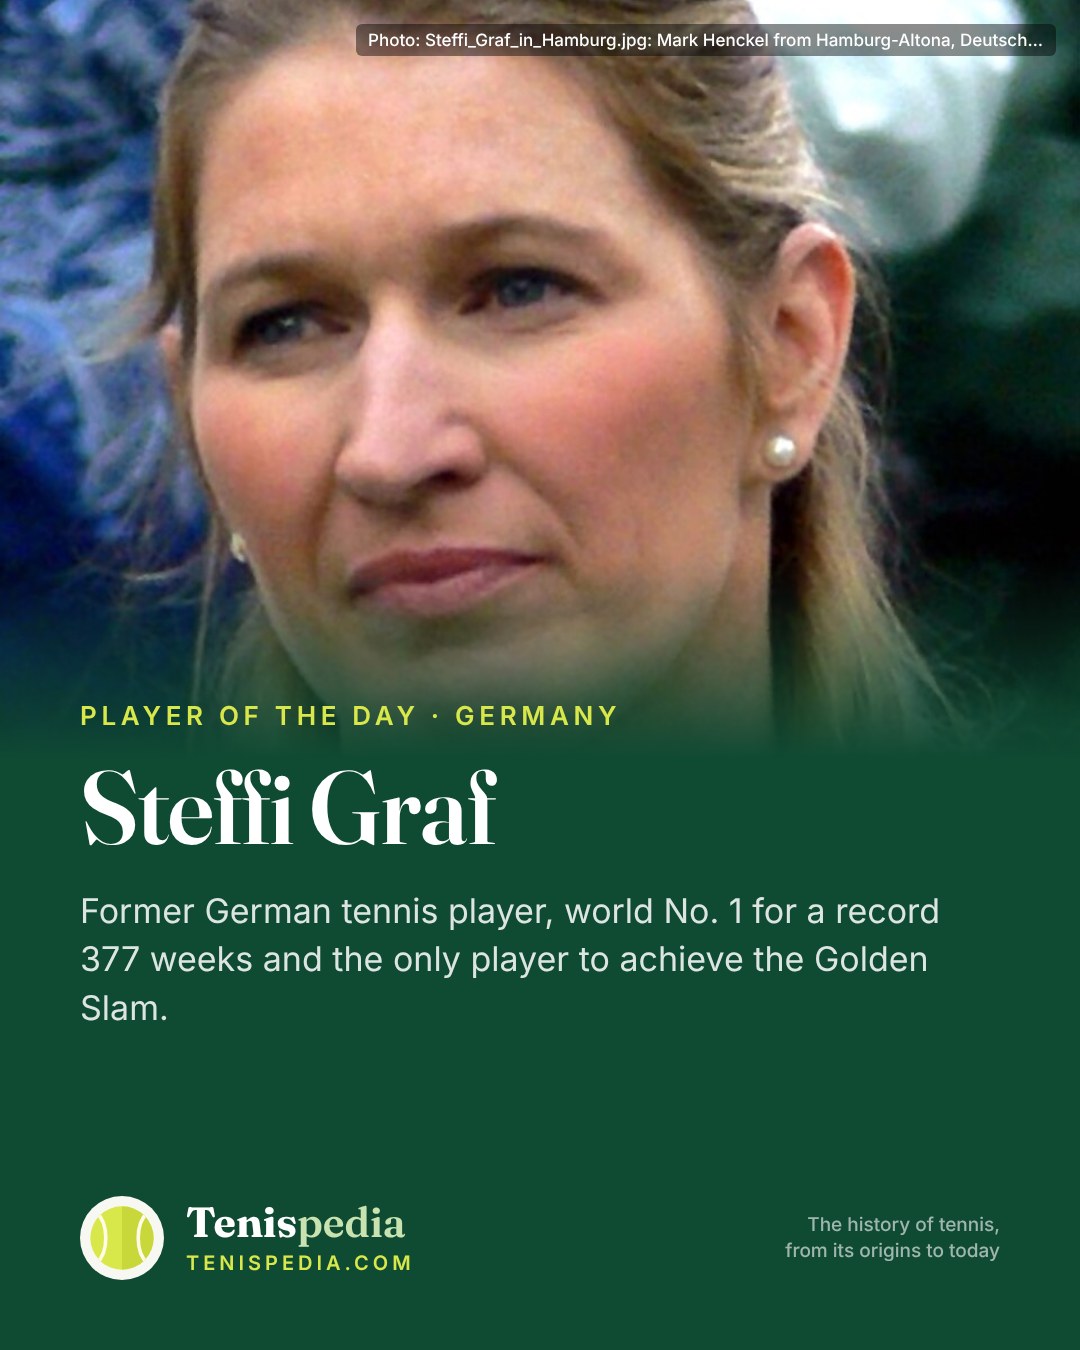 Photo: Steffi_Graf_in_Hamburg.jpg: Mark Henckel from Hamburg-Altona, Deutsch...
PLAYER OF THE DAY · GERMANY
Steffi Graf
Former German tennis player, world No. 1 for a record
377 weeks and the only player to achieve the Golden
Slam.
Tenispedia
TENISPEDIA.COM
The history of tennis,
from its origins to today